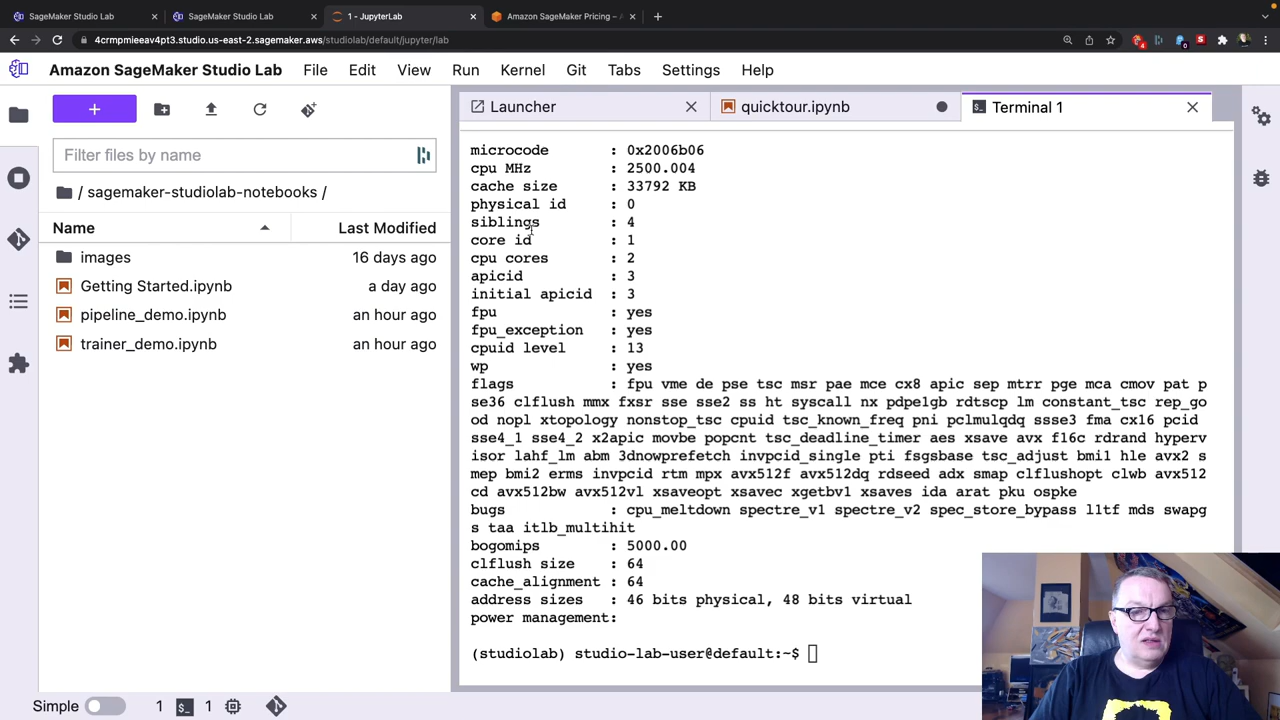 SageMaker Studio Lab
SageMaker Studio Lab
1 - JupyterLab
Amazon SageMaker Pricing –
4crmpmieeav4pt3.studio.us-east-2.sagemaker.aws/studiolab/default/jupyter/lab
Amazon SageMaker Studio Lab
File Edit View Run Kernel Git Tabs Settings Help
Launcher
quicktour.ipynb
Terminal 1
Filter files by name
/ sagemaker-studiolab-notebooks /
Name Last Modified
images 16 days ago
Getting Started.ipynb a day ago
pipeline_demo.ipynb an hour ago
trainer_demo.ipynb an hour ago
microcode : 0x2006b06
cpu MHz : 2500.004
cache size : 33792 KB
physical id : 0
siblings : 4
core id : 1
cpu cores : 2
apicid : 3
initial apicid : 3
fpu : yes
fpu_exception : yes
cpuid level : 13
wp : yes
flags : fpu vme de pse tsc msr pae mce cx8 apic sep mtrr pge mca cmov pat p
se36 clflush mmx fxsr sse sse2 ss ht syscall nx pdpe1gb rdtscp lm constant_tsc rep_go
od nopl xtopology nonstop_tsc cpuid tsc_known_freq pni pclmulqdq ssse3 fma cx16 pcid
sse4_1 sse4_2 x2apic movbe popcnt tsc_deadline_timer aes xsave avx f16c rdrand hyperv
isor lahf_lm abm 3dnowprefetch invpcid_single pti fsgsbase tsc_adjust bmi1 hle avx2 s
mep bmi2 erms invpcid rtm mpx avx512f avx512dq rdseed adx smap clflushopt clwb avx512
cd avx512bw avx512vl xsaveopt xsavec xgetbv1 xsaves ida arat pku ospke
bugs : cpu_meltdown spectre_v1 spectre_v2 spec_store_bypass l1tf mds swapg
s taa itlb_multihit
bogomips : 5000.00
clflush size : 64
cache_alignment : 64
address sizes : 46 bits physical, 48 bits virtual
power management:
(studiolab) studio-lab-user@default:~$
Simple 1 1